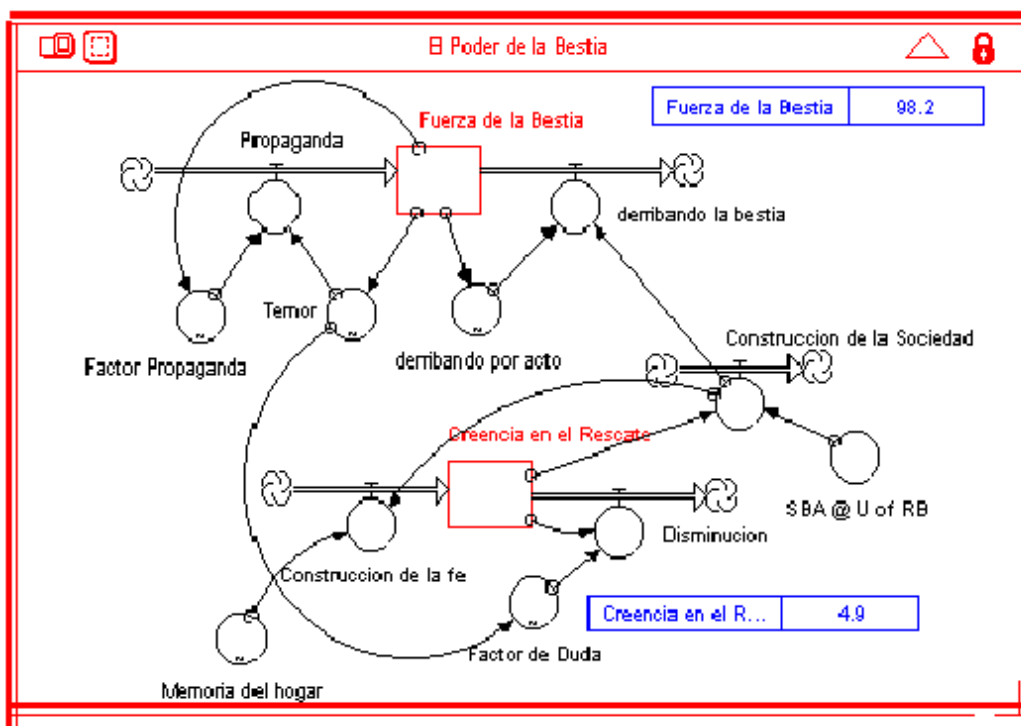 El Poder de la Bestia
Fuerza de la Bestia
Fuerza de la Bestia 98.2
Propaganda
derribando la bestia
Temor
Factor Propaganda
derribando por acto
Construccion de la Sociedad
Creencia en el Rescate
SBA @ U of RB
Disminucion
Construccion de la fe
Creencia en el R... 4.9
Factor de Duda
Memoria del hogar